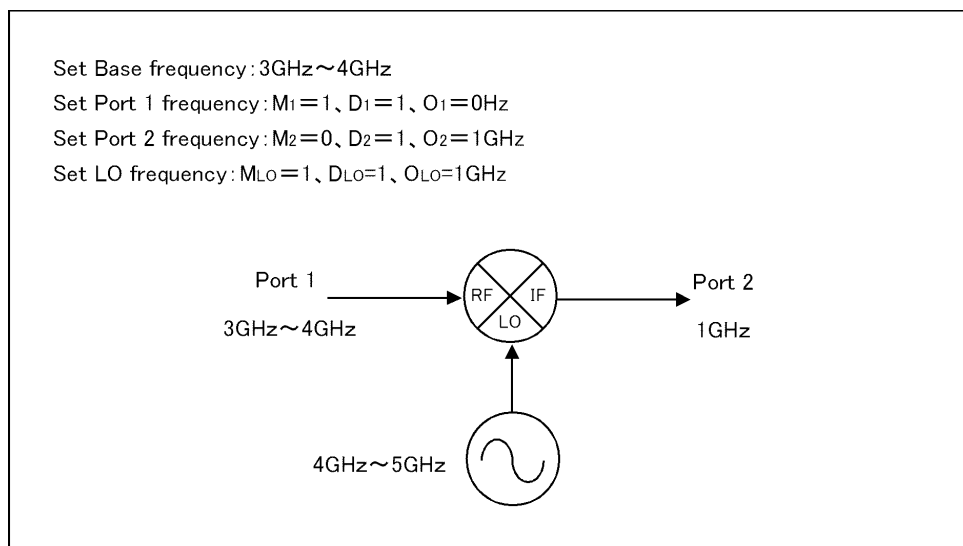 Set Base frequency:3GHz～4GHz
Set Port 1 frequency:M1＝1、D1＝1、O1＝0Hz
Set Port 2 frequency:M2＝0、D2＝1、O2＝1GHz
Set LO frequency:MLO＝1、DLO=1、OLO=1GHz
Port 1
RF
IF
LO
Port 2
3GHz～4GHz
1GHz
4GHz～5GHz